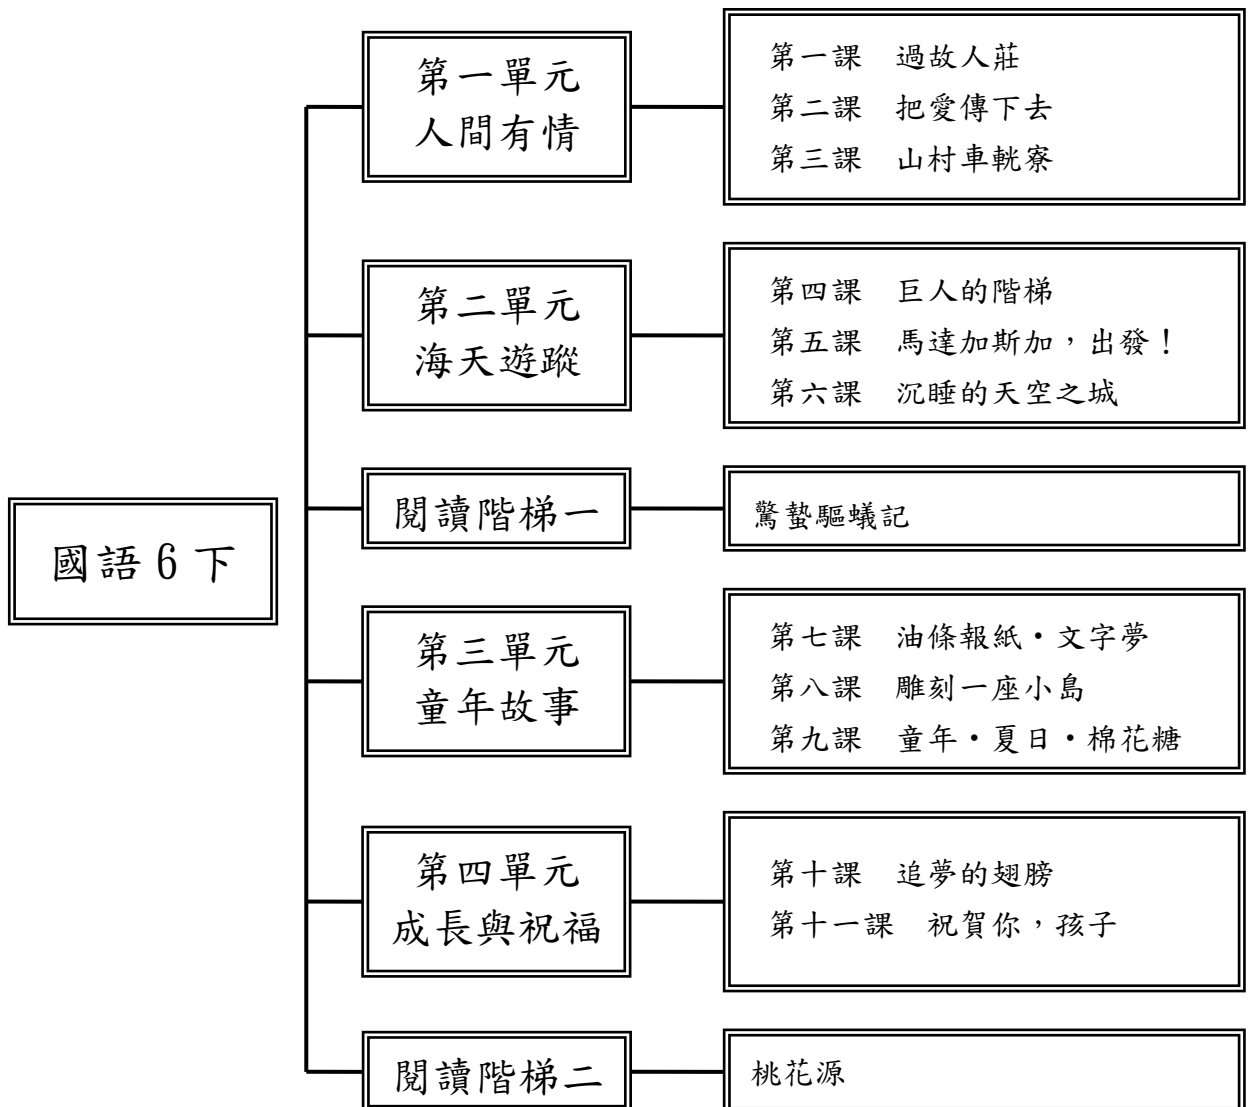 國語6下
第一單元
人間有情
第一課　過故人莊
第二課　把愛傳下去
第三課　山村車輄寮
第二單元
海天遊蹤
第四課　巨人的階梯
第五課　馬達加斯加，出發！
第六課　沉睡的天空之城
閱讀階梯一
驚蟄驅蟻記
第三單元
童年故事
第七課　油條報紙・文字夢
第八課　雕刻一座小島
第九課　童年・夏日・棉花糖
第四單元
成長與祝福
第十課　追夢的翅膀
第十一課　祝賀你，孩子
閱讀階梯二
桃花源